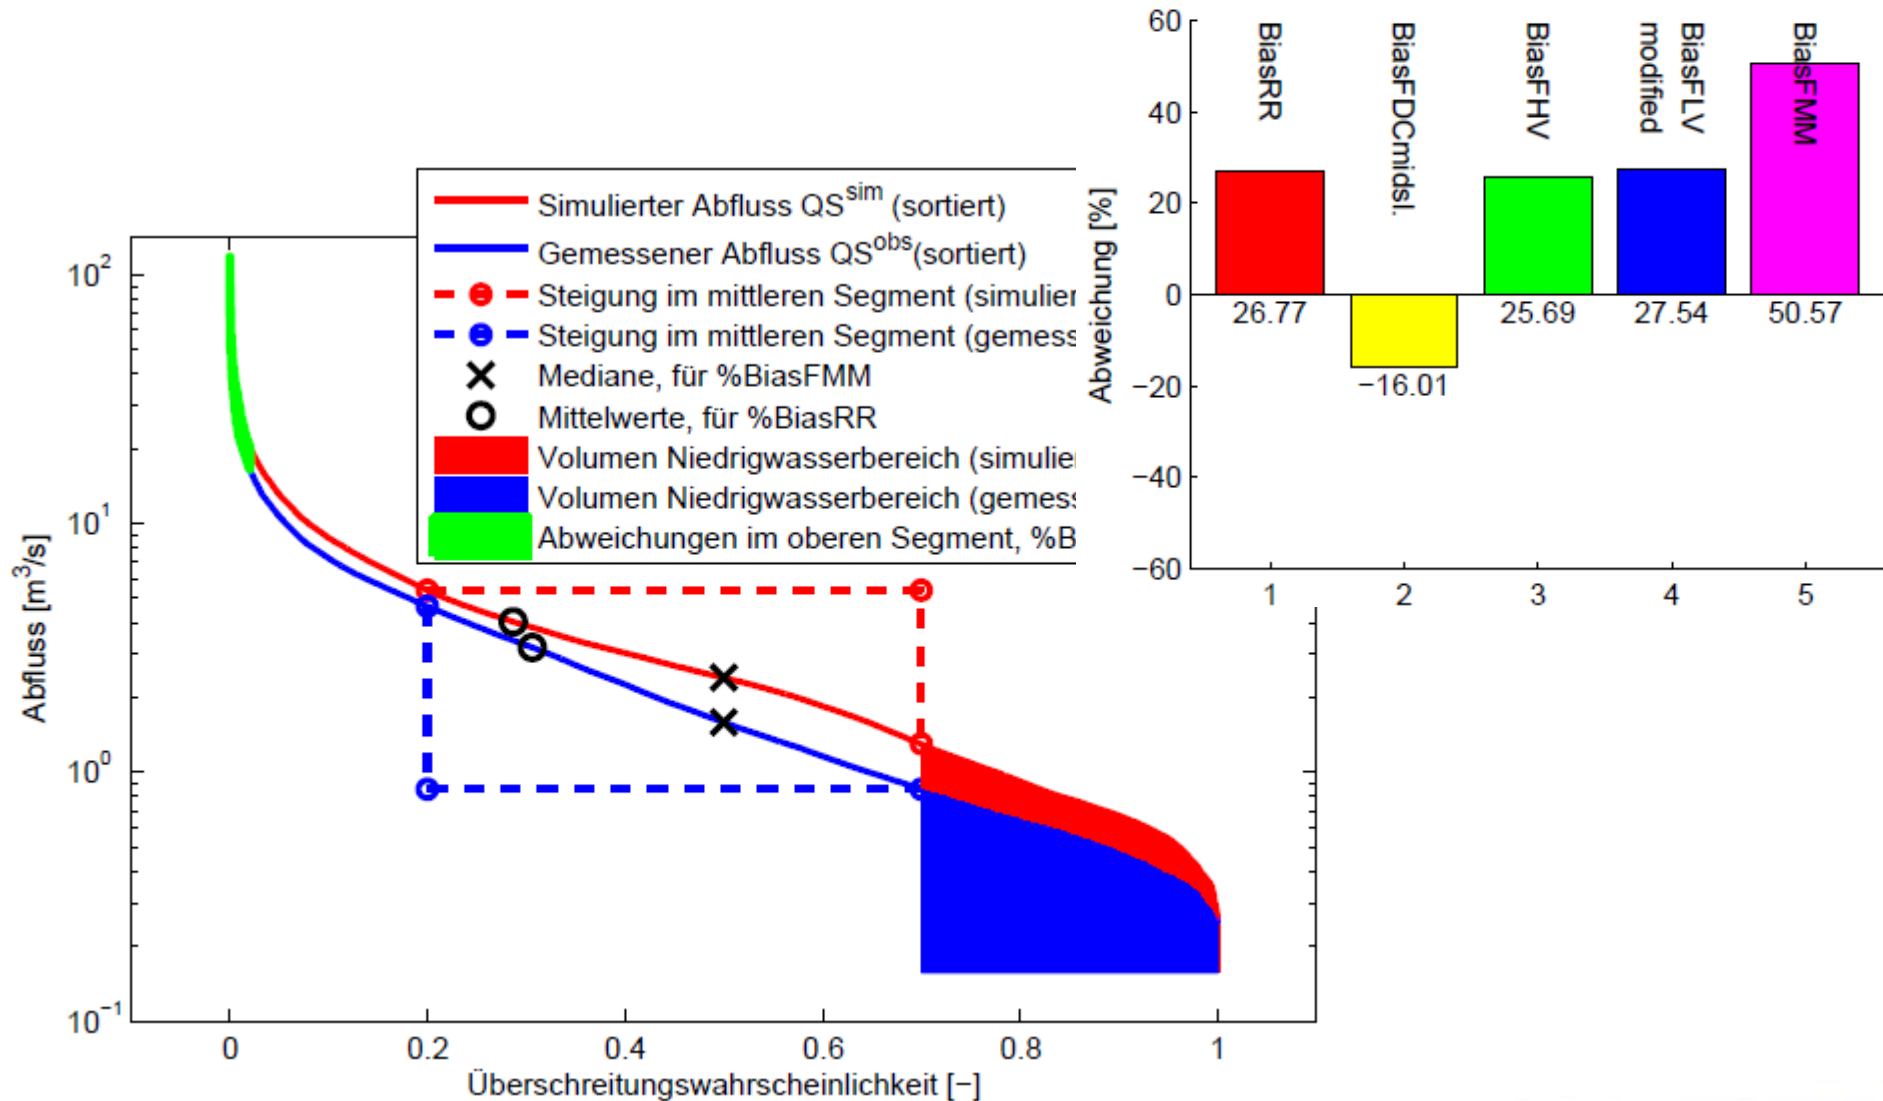 Simulierter Abfluss QS^sim (sortiert)
Gemessener Abfluss QS^obs(sortiert)
Steigung im mittleren Segment (simulier
Steigung im mittleren Segment (gemess
Mediane, für %BiasFMM
Mittelwerte, für %BiasRR
Volumen Niedrigwasserbereich (simulie
Volumen Niedrigwasserbereich (gemess
Abweichungen im oberen Segment, %B
Abfluss [m³/s]
10²
10¹
10⁰
10⁻¹
0 0.2 0.4 0.6 0.8 1
Überschreitungswahrscheinlichkeit [−]
Abweichung [%]
60
40
20
0
−20
−40
−60
BiasRR
BiasFDCmidsl.
BiasFHV
BiasFLV
modified
BiasFMM
26.77
−16.01
25.69
27.54
50.57
1 2 3 4 5